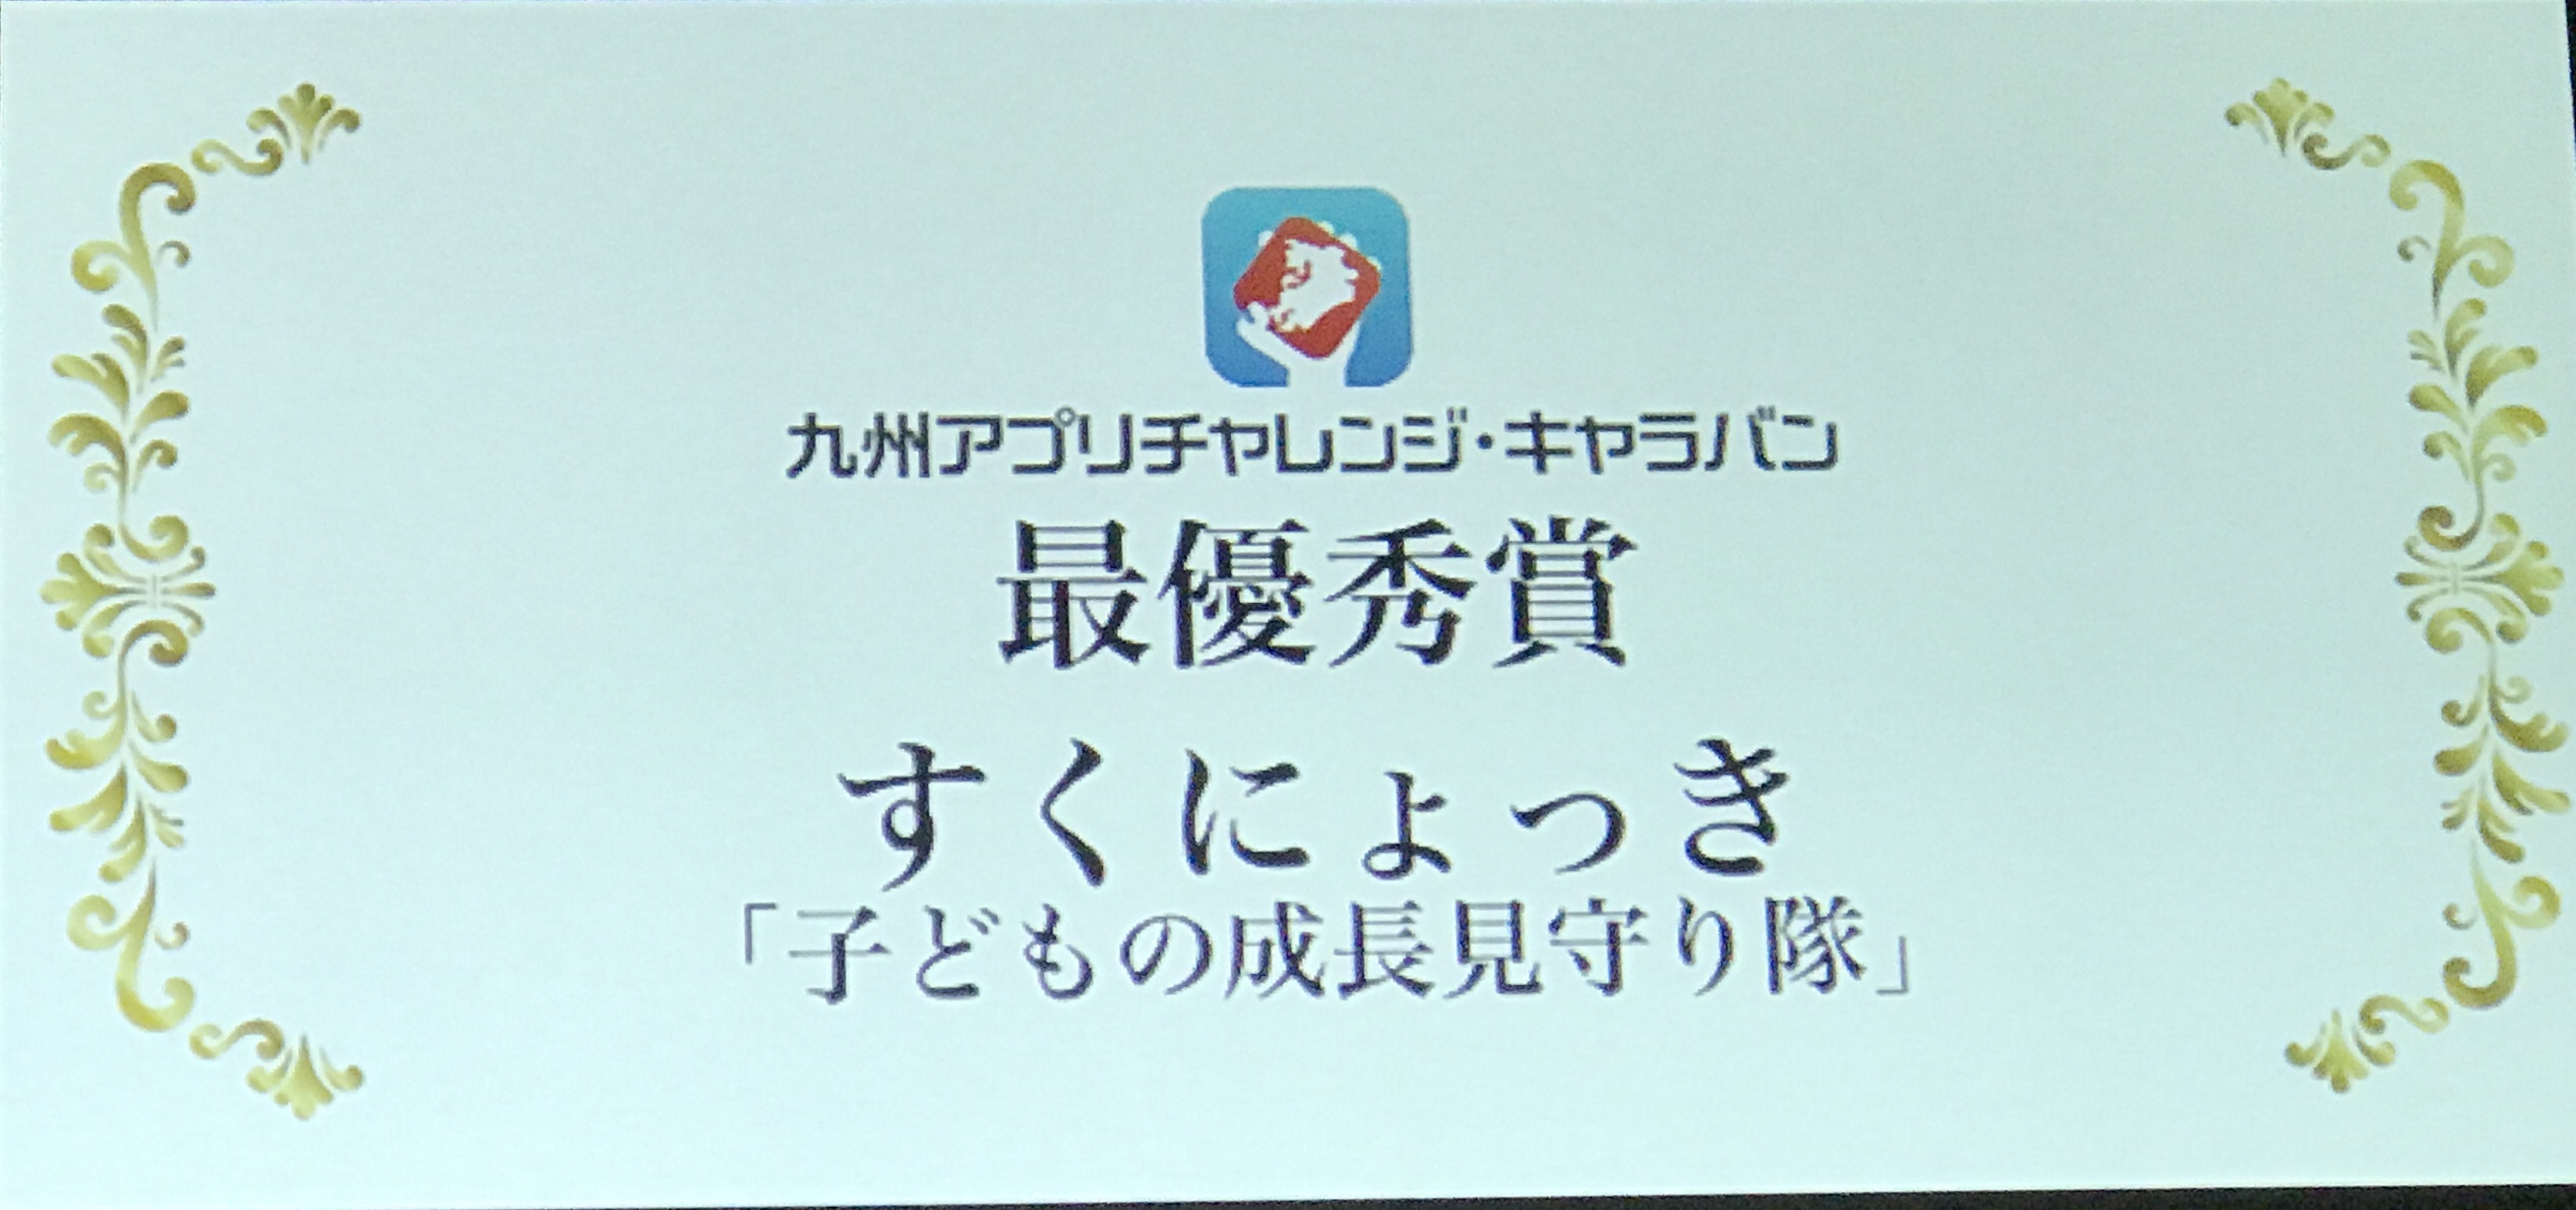 九州アプリチャレンジ・キャラバン
最優秀賞
すくにょっき
「子どもの成長見守り隊」